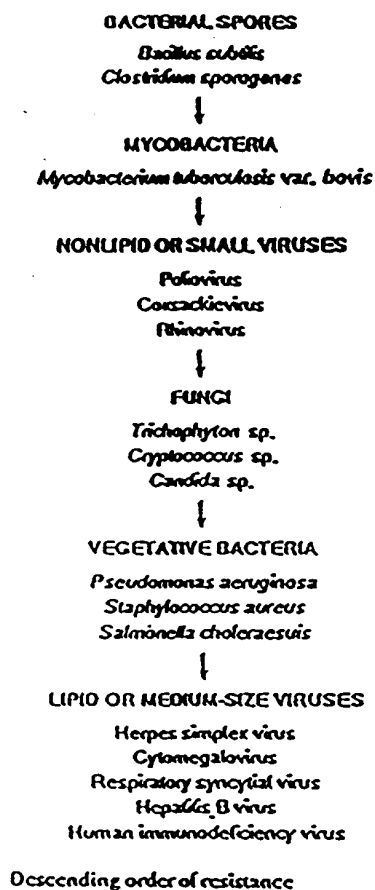 BACTERIAL SPORES
Bacillus subtilis
Clostridium sporogenes
MYCOBACTERIA
Mycobacterium tuberculosis var. bovis
NONLIPID OR SMALL VIRUSES
Poliovirus
Coxsackievirus
Rhinovirus
FUNGI
Trichophyton sp.
Cryptococcus sp.
Candida sp.
VEGETATIVE BACTERIA
Pseudomonas aeruginosa
Staphylococcus aureus
Salmonella choleraesuis
LIPID OR MEDIUM-SIZE VIRUSES
Herpes simplex virus
Cytomegalovirus
Respiratory syncytial virus
Hepatitis B virus
Human immunodeficiency virus
Descending order of resistance